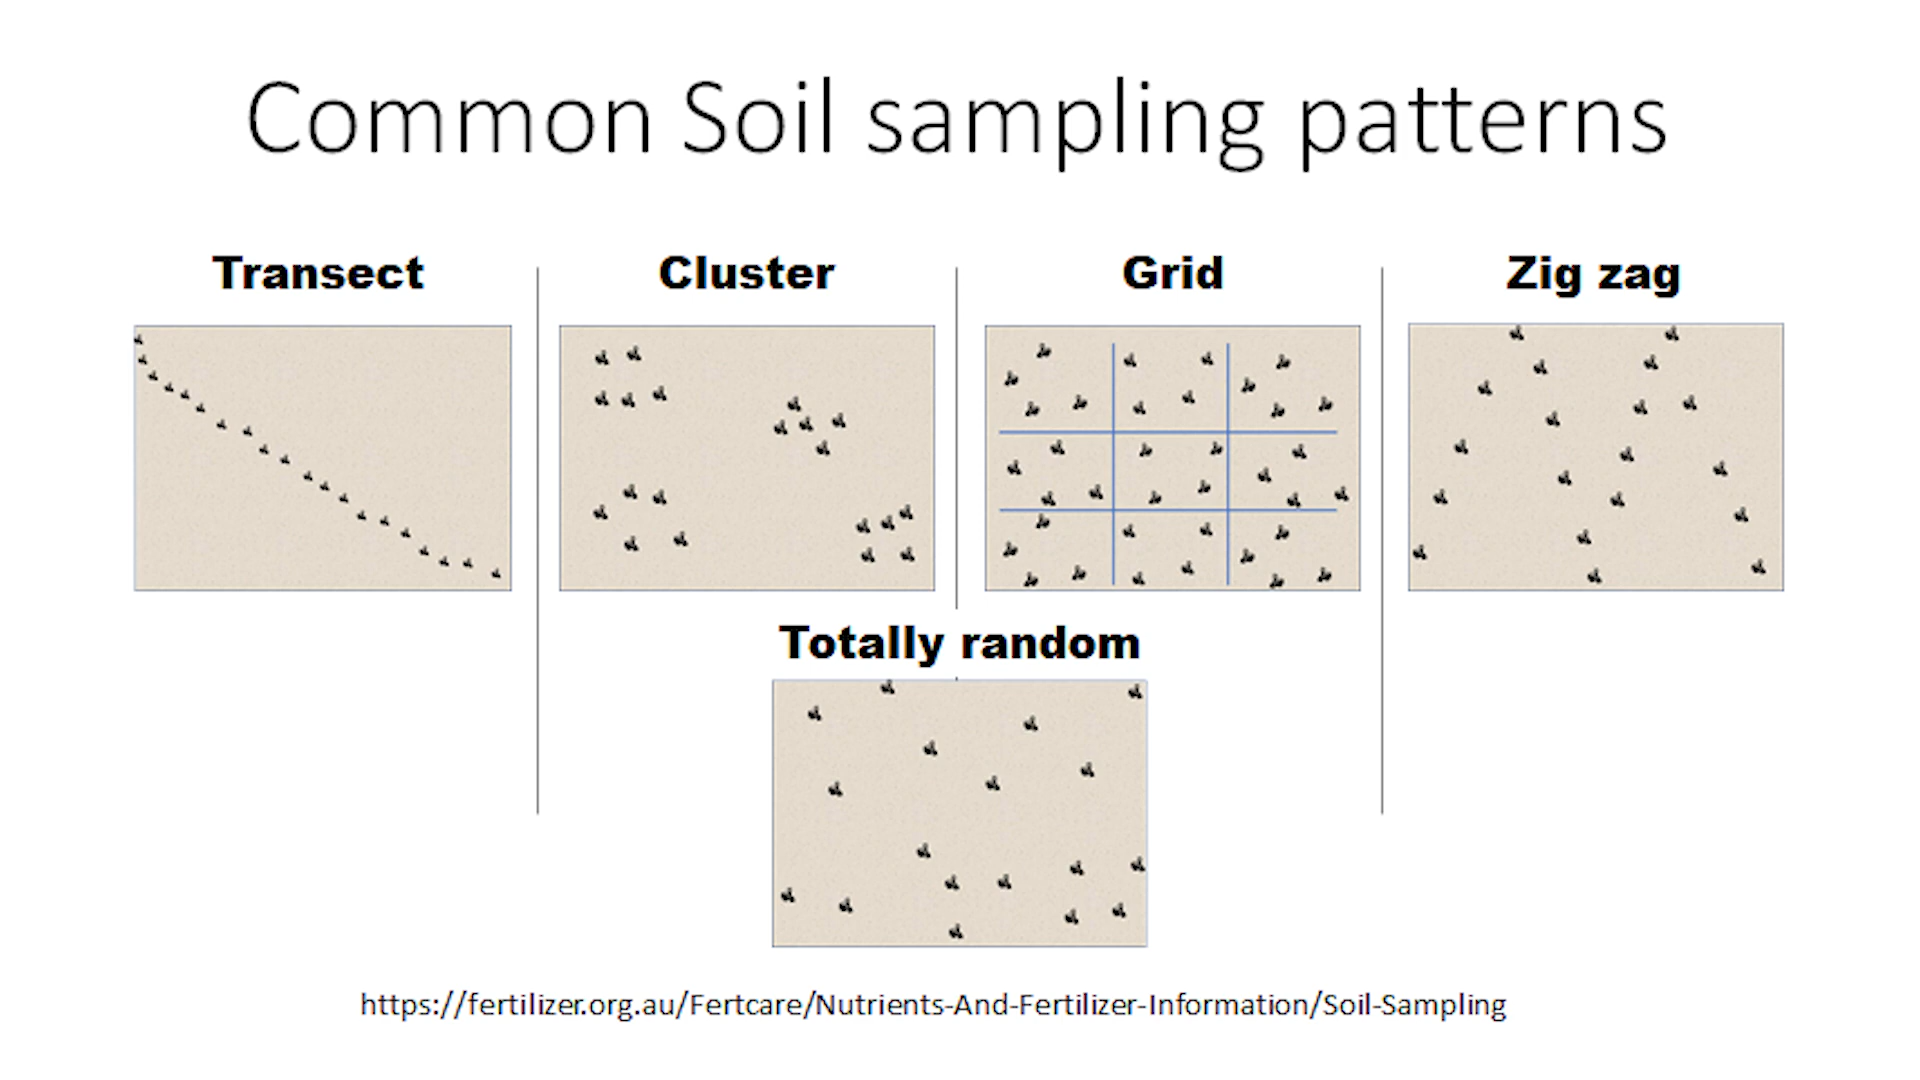 Common Soil sampling patterns
Transect
Cluster
Grid
Zig zag
Totally random
https://fertilizer.org.au/Fertcare/Nutrients-And-Fertilizer-Information/Soil-Sampling